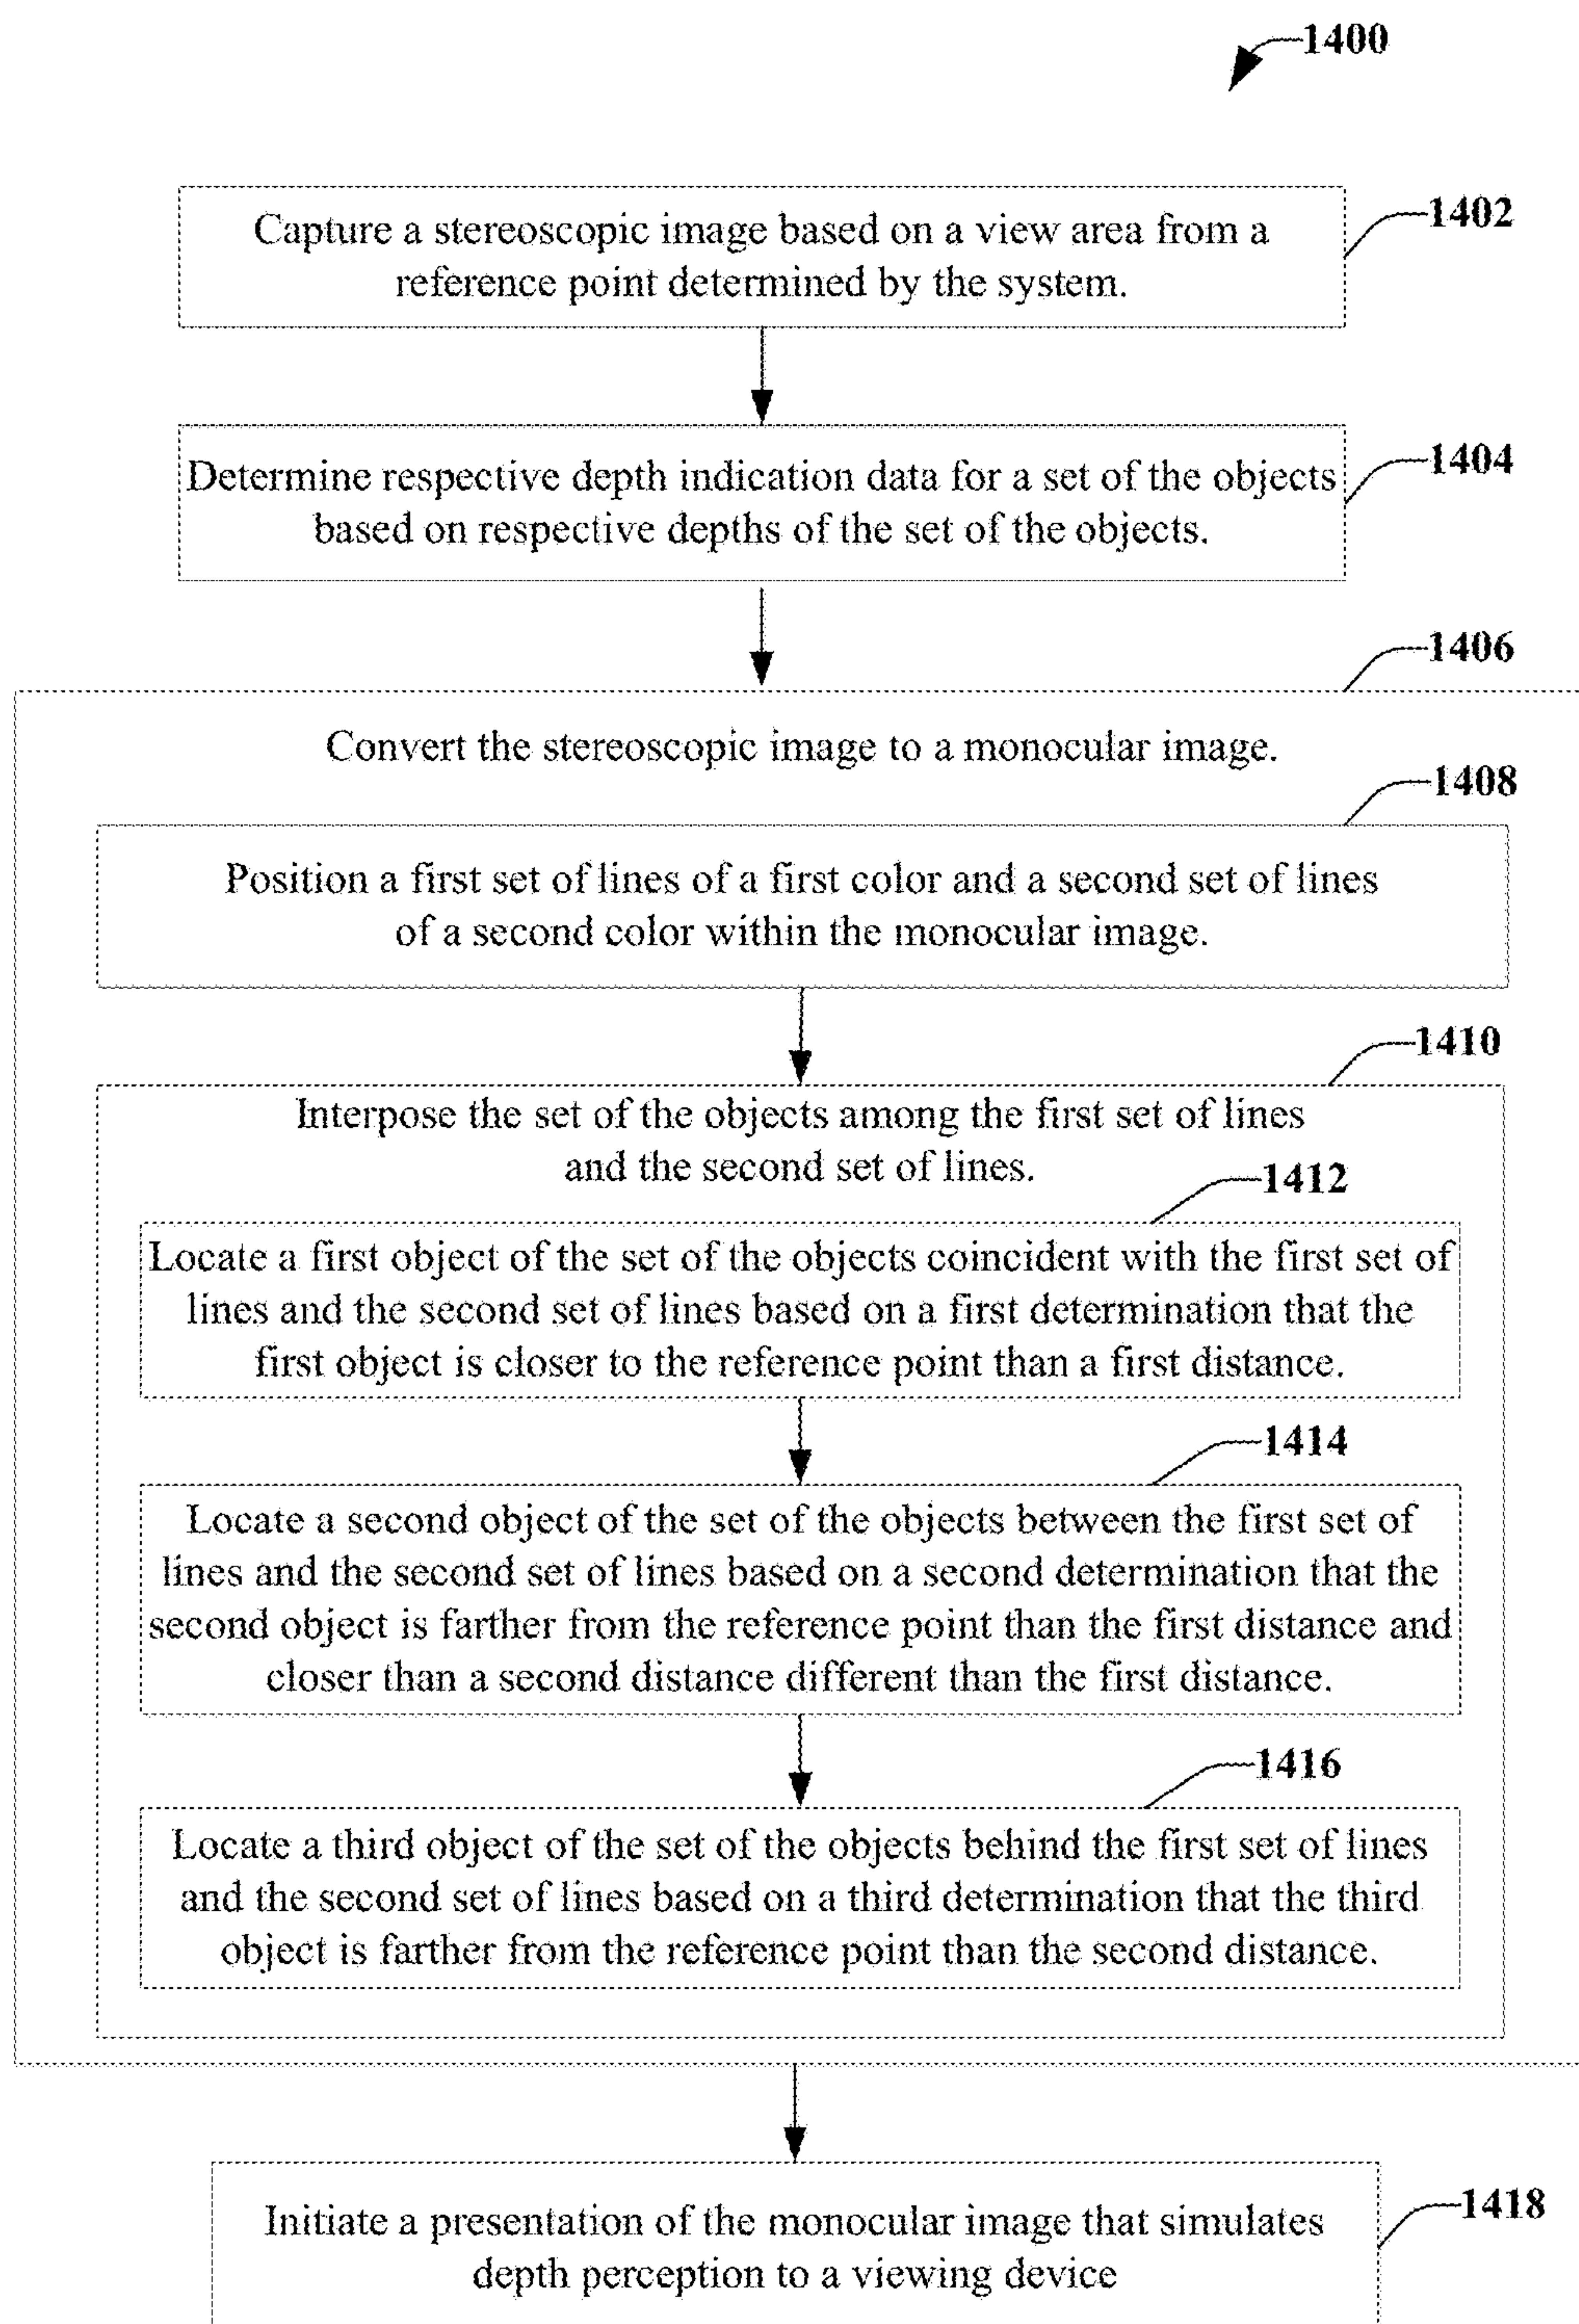 1400
1402
Capture a stereoscopic image based on a view area from a
reference point determined by the system.
1404
Determine respective depth indication data for a set of the objects
based on respective depths of the set of the objects.
1406
Convert the stereoscopic image to a monocular image.
1408
Position a first set of lines of a first color and a second set of lines
of a second color within the monocular image.
1410
Interpose the set of the objects among the first set of lines
and the second set of lines.
1412
Locate a first object of the set of the objects coincident with the first set of
lines and the second set of lines based on a first determination that the
first object is closer to the reference point than a first distance.
1414
Locate a second object of the set of the objects between the first set of
lines and the second set of lines based on a second determination that the
second object is farther from the reference point than the first distance and
closer than a second distance different than the first distance.
1416
Locate a third object of the set of the objects behind the first set of lines
and the second set of lines based on a third determination that the third
object is farther from the reference point than the second distance.
1418
Initiate a presentation of the monocular image that simulates
depth perception to a viewing device